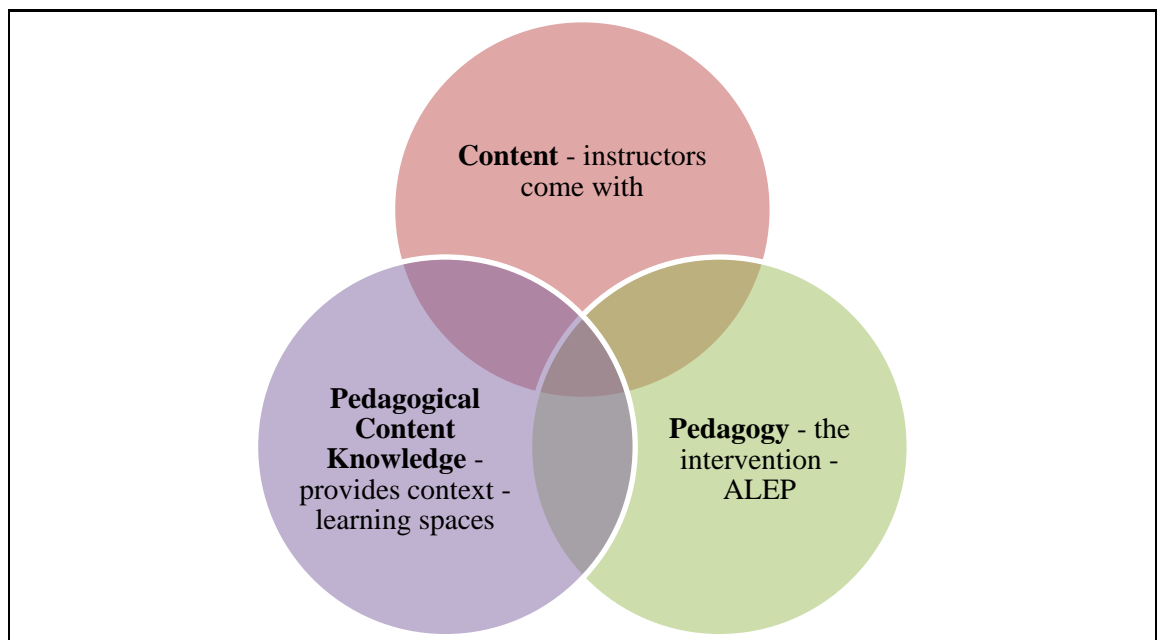 Content - instructors
come with
Pedagogical
Content
Knowledge -
provides context -
learning spaces
Pedagogy - the
intervention -
ALEP